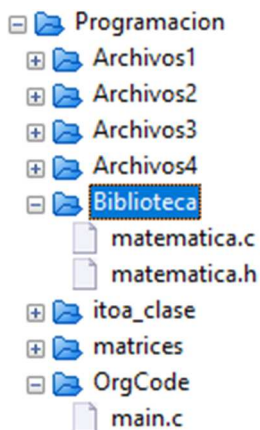 Programacion
Archivos1
Archivos2
Archivos3
Archivos4
Biblioteca
matematica.c
matematica.h
itoa_clase
matrices
OrgCode
main.c